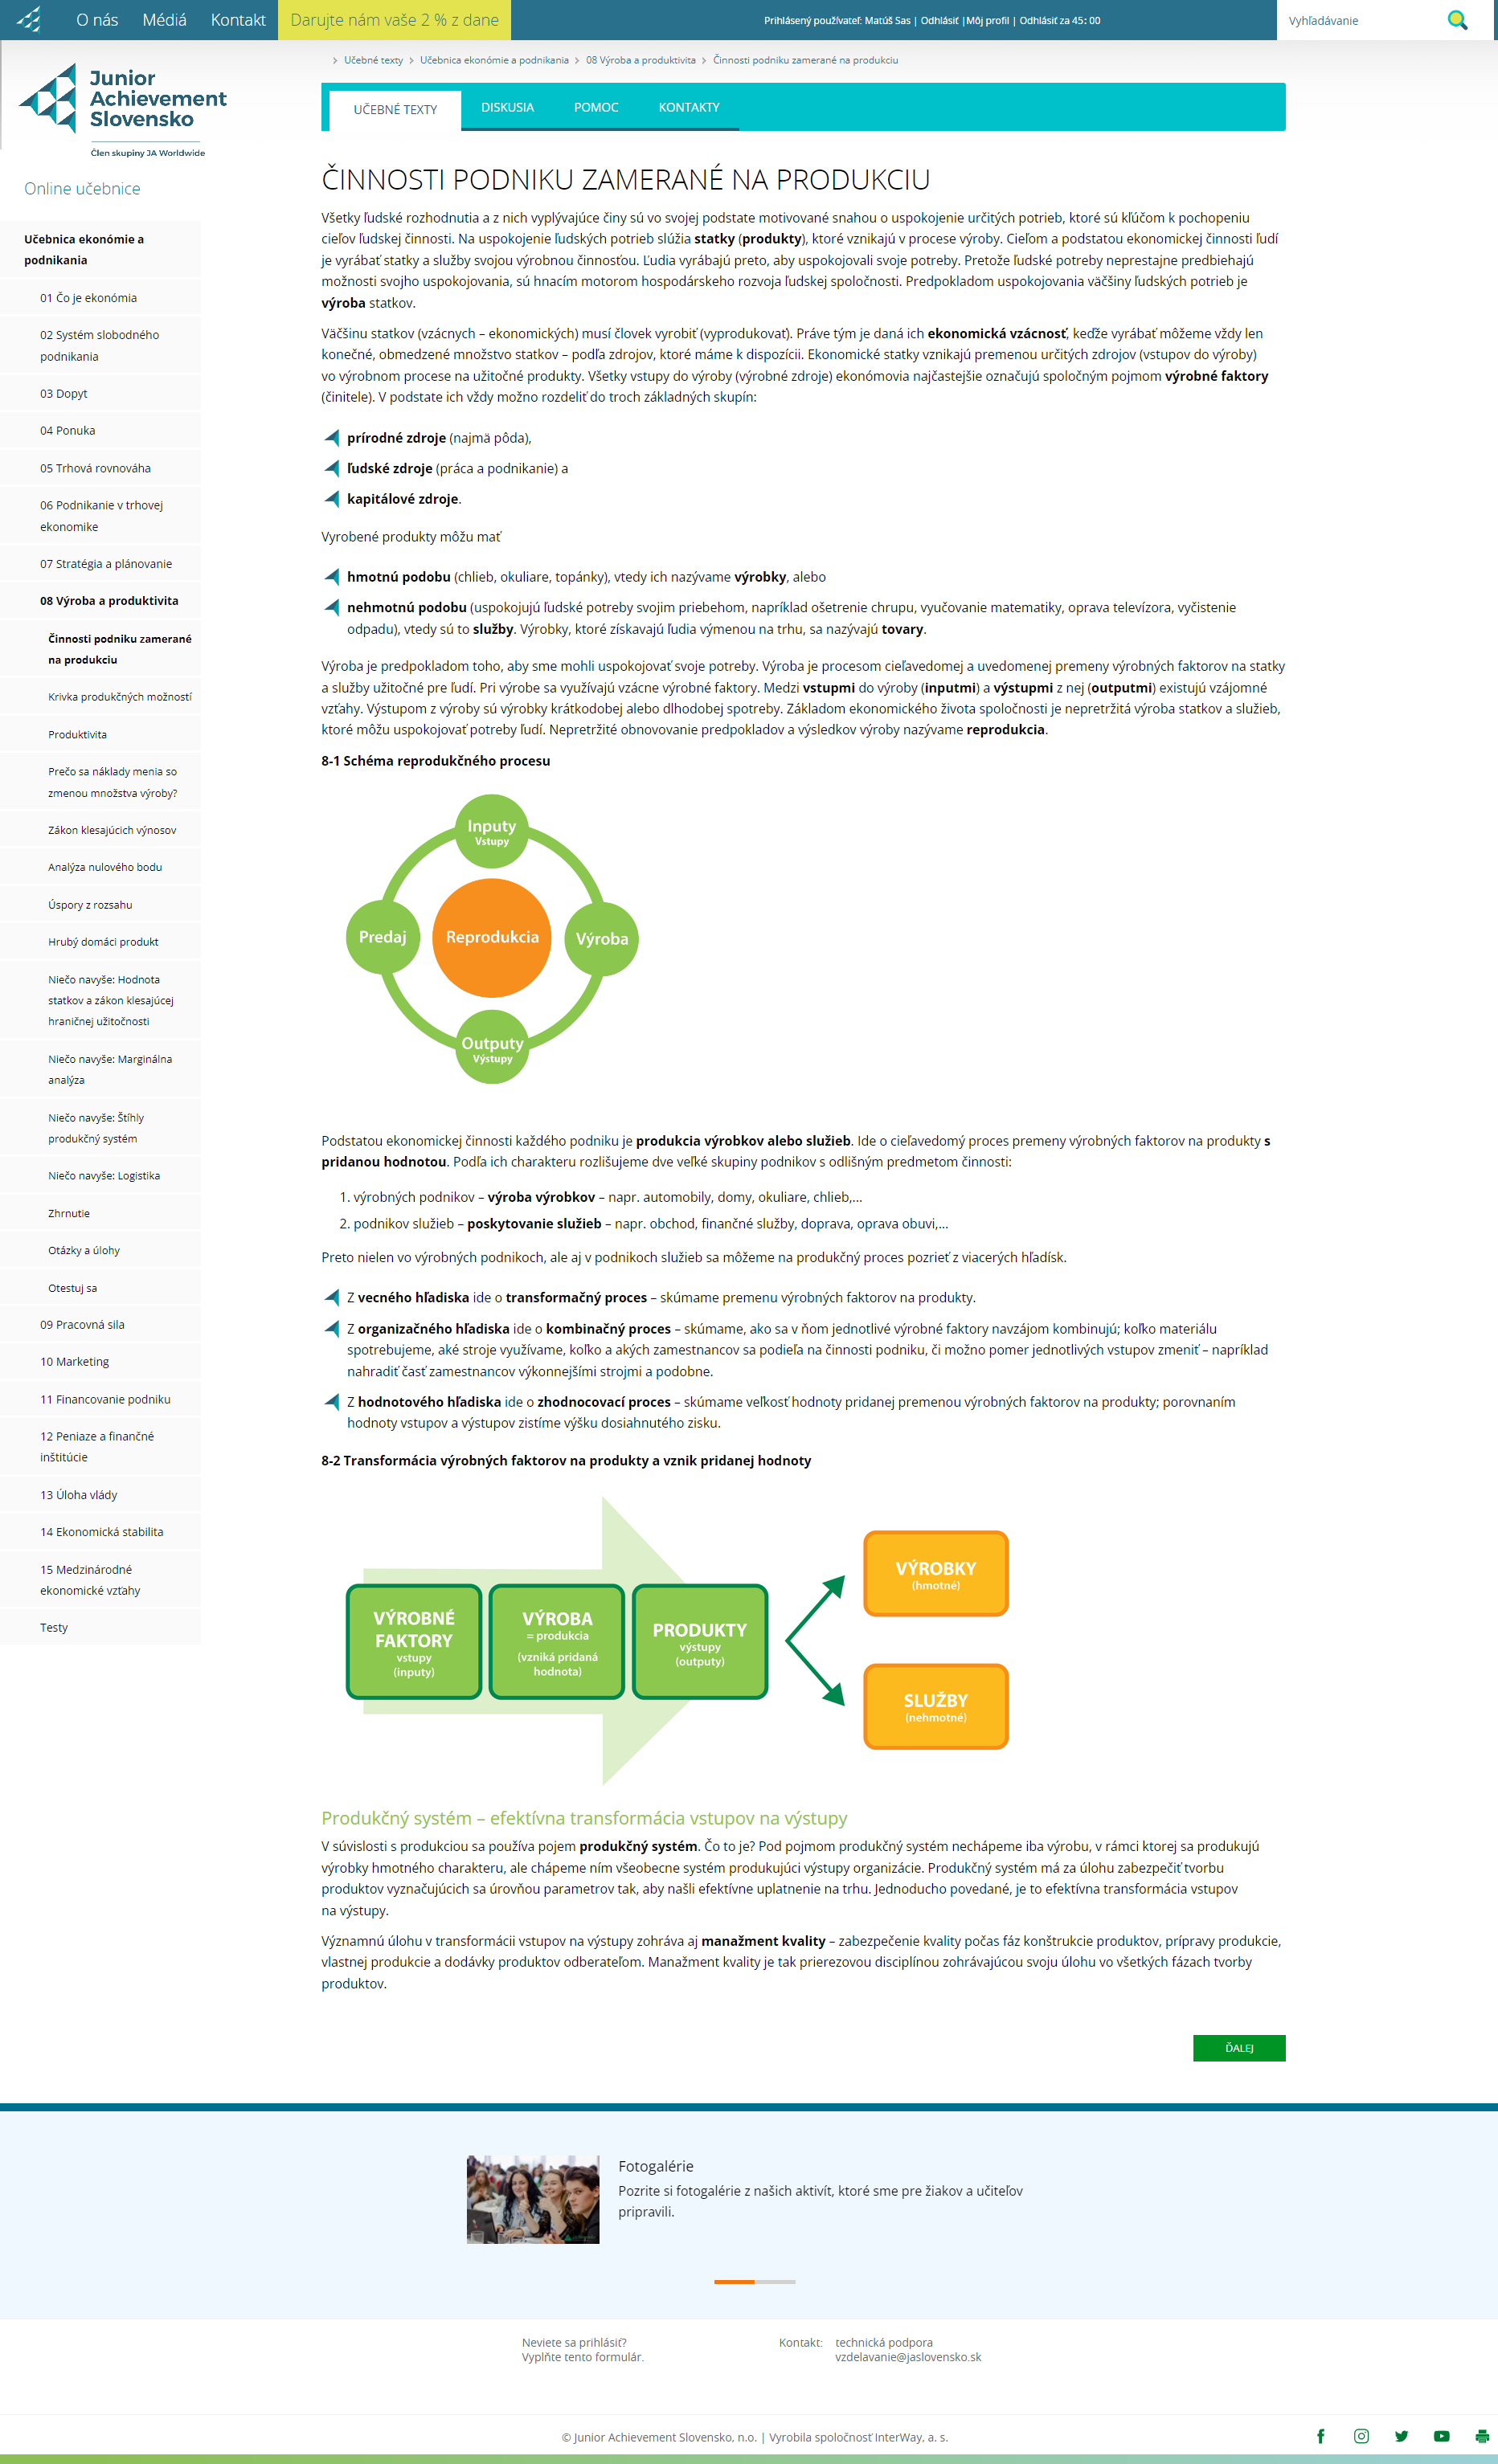 O nás Médiá Kontakt Darujte nám vaše 2 % z dane Prihlásený používateľ: Matúš Sas | Odhlásiť |Môj profil | Odhlásiť za 45: 00 Vyhľadávanie
Junior
Achievement
Slovensko
Člen skupiny JA Worldwide
Online učebnice
Učebnica ekonómie a
podnikania
01 Čo je ekonómia
02 Systém slobodného
podnikania
03 Dopyt
04 Ponuka
05 Trhová rovnováha
06 Podnikanie v trhovej
ekonomike
07 Stratégia a plánovanie
08 Výroba a produktivita
Činnosti podniku zamerané
na produkciu
Krivka produkčných možností
Produktivita
Prečo sa náklady menia so
zmenou množstva výroby?
Zákon klesajúcich výnosov
Analýza nulového bodu
Úspory z rozsahu
Hrubý domáci produkt
Niečo navyše: Hodnota
statkov a zákon klesajúcej
hraničnej užitočnosti
Niečo navyše: Marginálna
analýza
Niečo navyše: Štíhly
produkčný systém
Niečo navyše: Logistika
Zhrnutie
Otázky a úlohy
Otestuj sa
09 Pracovná sila
10 Marketing
11 Financovanie podniku
12 Peniaze a finančné
inštitúcie
13 Úloha vlády
14 Ekonomická stabilita
15 Medzinárodné
ekonomické vzťahy
Testy
Učebné texty Učebnica ekonómie a podnikania 08 Výroba a produktivita Činnosti podniku zamerané na produkciu
UČEBNÉ TEXTY DISKUSIA POMOC KONTAKTY
ČINNOSTI PODNIKU ZAMERANÉ NA PRODUKCIU
Všetky ľudské rozhodnutia a z nich vyplývajúce činy sú vo svojej podstate motivované snahou o uspokojenie určitých potrieb, ktoré sú kľúčom k pochopeniu
cieľov ľudskej činnosti. Na uspokojenie ľudských potrieb slúžia statky (produkty), ktoré vznikajú v procese výroby. Cieľom a podstatou ekonomickej činnosti ľudí
je vyrábať statky a služby svojou výrobnou činnosťou. Ľudia vyrábajú preto, aby uspokojovali svoje potreby. Pretože ľudské potreby neprestajne predbiehajú
možnosti svojho uspokojovania, sú hnacím motorom hospodárskeho rozvoja ľudskej spoločnosti. Predpokladom uspokojovania väčšiny ľudských potrieb je
výroba statkov.
Väčšinu statkov (vzácnych – ekonomických) musí človek vyrobiť (vyprodukovať). Práve tým je daná ich ekonomická vzácnosť, keďže vyrábať môžeme vždy len
konečné, obmedzené množstvo statkov – podľa zdrojov, ktoré máme k dispozícii. Ekonomické statky vznikajú premenou určitých zdrojov (vstupov do výroby)
vo výrobnom procese na užitočné produkty. Všetky vstupy do výroby (výrobné zdroje) ekonómovia najčastejšie označujú spoločným pojmom výrobné faktory
(činitele). V podstate ich vždy možno rozdeliť do troch základných skupín:
prírodné zdroje (najmä pôda),
ľudské zdroje (práca a podnikanie) a
kapitálové zdroje.
Vyrobené produkty môžu mať
hmotnú podobu (chlieb, okuliare, topánky), vtedy ich nazývame výrobky, alebo
nehmotnú podobu (uspokojujú ľudské potreby svojim priebehom, napríklad ošetrenie chrupu, vyučovanie matematiky, oprava televízora, vyčistenie
odpadu), vtedy sú to služby. Výrobky, ktoré získavajú ľudia výmenou na trhu, sa nazývajú tovary.
Výroba je predpokladom toho, aby sme mohli uspokojovať svoje potreby. Výroba je procesom cieľavedomej a uvedomenej premeny výrobných faktorov na statky
a služby užitočné pre ľudí. Pri výrobe sa využívajú vzácne výrobné faktory. Medzi vstupmi do výroby (inputmi) a výstupmi z nej (outputmi) existujú vzájomné
vzťahy. Výstupom z výroby sú výrobky krátkodobej alebo dlhodobej spotreby. Základom ekonomického života spoločnosti je nepretržitá výroba statkov a služieb,
ktoré môžu uspokojovať potreby ľudí. Nepretržité obnovovanie predpokladov a výsledkov výroby nazývame reprodukcia.
8-1 Schéma reprodukčného procesu
Inputy
Vstupy
Predaj Reprodukcia Výroba
Outputy
Výstupy
Podstatou ekonomickej činnosti každého podniku je produkcia výrobkov alebo služieb. Ide o cieľavedomý proces premeny výrobných faktorov na produkty s
pridanou hodnotou. Podľa ich charakteru rozlišujeme dve veľké skupiny podnikov s odlišným predmetom činnosti:
1. výrobných podnikov – výroba výrobkov – napr. automobily, domy, okuliare, chlieb,...
2. podnikov služieb – poskytovanie služieb – napr. obchod, finančné služby, doprava, oprava obuvi,...
Preto nielen vo výrobných podnikoch, ale aj v podnikoch služieb sa môžeme na produkčný proces pozrieť z viacerých hľadísk.
Z vecného hľadiska ide o transformačný proces – skúmame premenu výrobných faktorov na produkty.
Z organizačného hľadiska ide o kombinačný proces – skúmame, ako sa v ňom jednotlivé výrobné faktory navzájom kombinujú; koľko materiálu
spotrebujeme, aké stroje využívame, koľko a akých zamestnancov sa podieľa na činnosti podniku, či možno pomer jednotlivých vstupov zmeniť – napríklad
nahradiť časť zamestnancov výkonnejšími strojmi a podobne.
Z hodnotového hľadiska ide o zhodnocovací proces – skúmame veľkosť hodnoty pridanej premenou výrobných faktorov na produkty; porovnaním
hodnoty vstupov a výstupov zistíme výšku dosiahnutého zisku.
8-2 Transformácia výrobných faktorov na produkty a vznik pridanej hodnoty
VÝROBNÉ
FAKTORY
vstupy
(inputy)
VÝROBA
= produkcia
(vzniká pridaná
hodnota)
PRODUKTY
výstupy
(outputy)
VÝROBKY
(hmotné)
SLUŽBY
(nehmotné)
Produkčný systém – efektívna transformácia vstupov na výstupy
V súvislosti s produkciou sa používa pojem produkčný systém. Čo to je? Pod pojmom produkčný systém nechápeme iba výrobu, v rámci ktorej sa produkujú
výrobky hmotného charakteru, ale chápeme ním všeobecne systém produkujúci výstupy organizácie. Produkčný systém má za úlohu zabezpečiť tvorbu
produktov vyznačujúcich sa úrovňou parametrov tak, aby našli efektívne uplatnenie na trhu. Jednoducho povedané, je to efektívna transformácia vstupov
na výstupy.
Významnú úlohu v transformácii vstupov na výstupy zohráva aj manažment kvality – zabezpečenie kvality počas fáz konštrukcie produktov, prípravy produkcie,
vlastnej produkcie a dodávky produktov odberateľom. Manažment kvality je tak prierezovou disciplínou zohrávajúcou svoju úlohu vo všetkých fázach tvorby
produktov.
ĎALEJ
Fotogalérie
Pozrite si fotogalérie z našich aktivít, ktoré sme pre žiakov a učiteľov
pripravili.
Neviete sa prihlásiť?
Vyplňte tento formulár.
Kontakt: technická podpora
vzdelavanie@jaslovensko.sk
© Junior Achievement Slovensko, n.o. | Vyrobila spoločnosť InterWay, a. s.